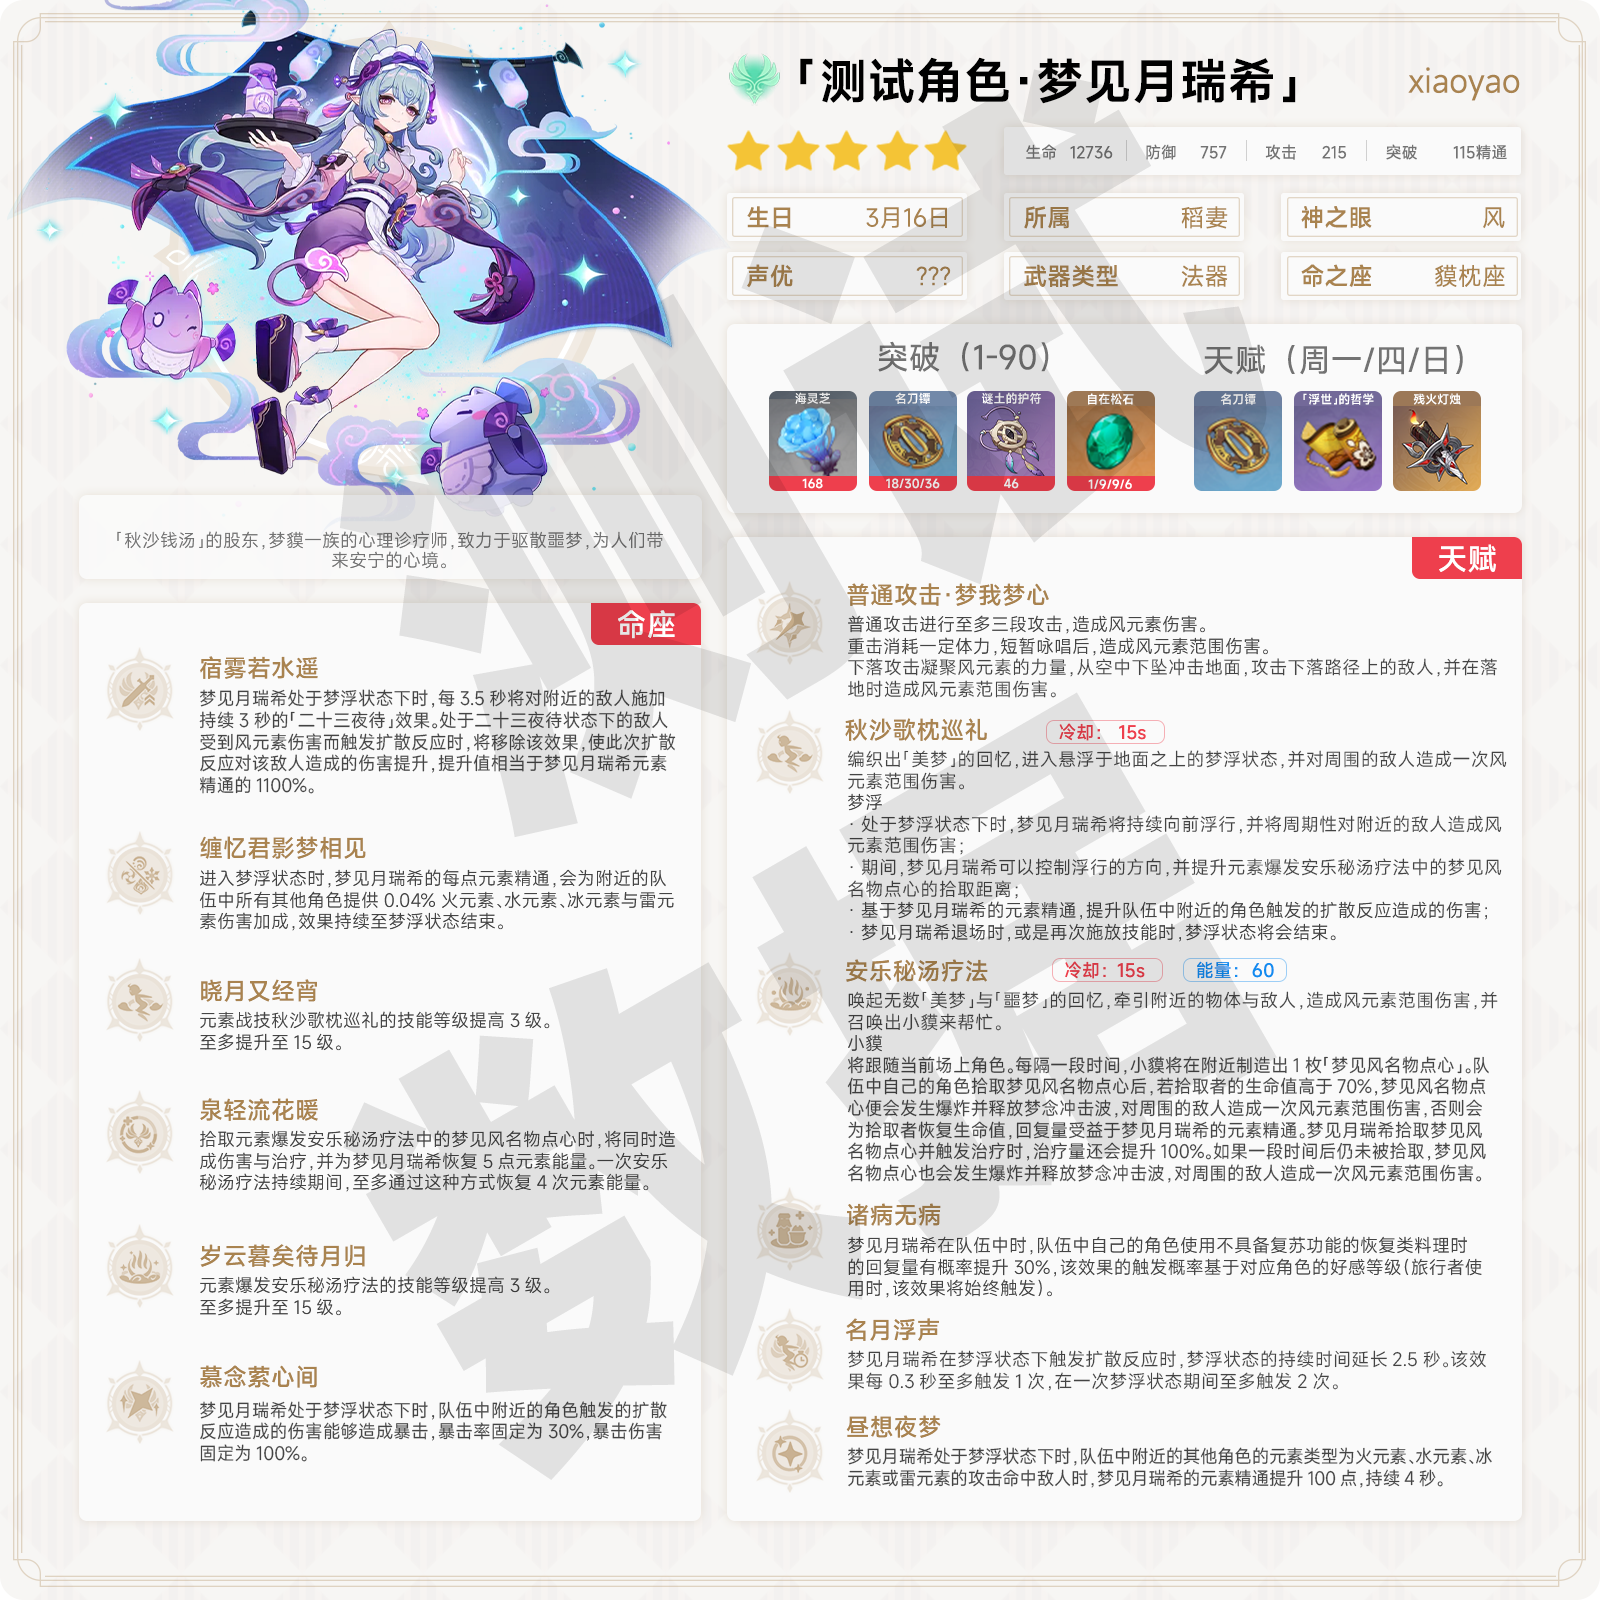 「测试角色·梦见月瑞希」
xiaoyao
生命 12736 防御 757 攻击 215 突破 115精通
生日 3月16日
所属 稻妻
神之眼 风
声优 ???
武器类型 法器
命之座 獏枕座
突破（1-90）
天赋（周一/四/日）
海灵芝
168
名刀镡
18/30/36
谜土的护符
46
自在松石
1/9/9/6
名刀镡
「浮世」的哲学
残火灯烛
「秋沙钱汤」的股东，梦貘一族的心理诊疗师，致力于驱散噩梦，为人们带
来安宁的心境。
命座
宿雾若水遥
梦见月瑞希处于梦浮状态下时，每 3.5 秒将对附近的敌人施加
持续 3 秒的「二十三夜待」效果。处于二十三夜待状态下的敌人
受到风元素伤害而触发扩散反应时，将移除该效果，使此次扩散
反应对该敌人造成的伤害提升，提升值相当于梦见月瑞希元素
精通的 1100%。
缠忆君影梦相见
进入梦浮状态时，梦见月瑞希的每点元素精通，会为附近的队
伍中所有其他角色提供 0.04% 火元素、水元素、冰元素与雷元
素伤害加成，效果持续至梦浮状态结束。
晓月又经宵
元素战技秋沙歌枕巡礼的技能等级提高 3 级。
至多提升至 15 级。
泉轻流花暖
拾取元素爆发安乐秘汤疗法中的梦见风名物点心时，将同时造
成伤害与治疗，并为梦见月瑞希恢复 5 点元素能量。一次安乐
秘汤疗法持续期间，至多通过这种方式恢复 4 次元素能量。
岁云暮矣待月归
元素爆发安乐秘汤疗法的技能等级提高 3 级。
至多提升至 15 级。
慕念萦心间
梦见月瑞希处于梦浮状态下时，队伍中附近的角色触发的扩散
反应造成的伤害能够造成暴击，暴击率固定为 30%，暴击伤害
固定为 100%。
天赋
普通攻击·梦我梦心
普通攻击进行至多三段攻击，造成风元素伤害。
重击消耗一定体力，短暂咏唱后，造成风元素范围伤害。
下落攻击凝聚风元素的力量，从空中下坠冲击地面，攻击下落路径上的敌人，并在落
地时造成风元素范围伤害。
秋沙歌枕巡礼
冷却： 15s
编织出「美梦」的回忆，进入悬浮于地面之上的梦浮状态，并对周围的敌人造成一次风
元素范围伤害。
梦浮
· 处于梦浮状态下时，梦见月瑞希将持续向前浮行，并将周期性对附近的敌人造成风
元素范围伤害；
· 期间，梦见月瑞希可以控制浮行的方向，并提升元素爆发安乐秘汤疗法中的梦见风
名物点心的拾取距离；
· 基于梦见月瑞希的元素精通，提升队伍中附近的角色触发的扩散反应造成的伤害；
· 梦见月瑞希退场时，或是再次施放技能时，梦浮状态将会结束。
安乐秘汤疗法
冷却：15s
能量：60
唤起无数「美梦」与「噩梦」的回忆，牵引附近的物体与敌人，造成风元素范围伤害，并
召唤出小貘来帮忙。
小貘
将跟随当前场上角色。每隔一段时间，小貘将在附近制造出 1 枚「梦见风名物点心」。队
伍中自己的角色拾取梦见风名物点心后，若拾取者的生命值高于 70%，梦见风名物点
心便会发生爆炸并释放梦念冲击波，对周围的敌人造成一次风元素范围伤害，否则会
为拾取者恢复生命值，回复量受益于梦见月瑞希的元素精通。梦见月瑞希拾取梦见风
名物点心并触发治疗时，治疗量还会提升 100%。如果一段时间后仍未被拾取，梦见风
名物点心也会发生爆炸并释放梦念冲击波，对周围的敌人造成一次风元素范围伤害。
诸病无病
梦见月瑞希在队伍中时，队伍中自己的角色使用不具备复苏功能的恢复类料理时
的回复量有概率提升 30%，该效果的触发概率基于对应角色的好感等级（旅行者使
用时，该效果将始终触发）。
名月浮声
梦见月瑞希在梦浮状态下触发扩散反应时，梦浮状态的持续时间延长 2.5 秒。该效
果每 0.3 秒至多触发 1 次，在一次梦浮状态期间至多触发 2 次。
昼想夜梦
梦见月瑞希处于梦浮状态下时，队伍中附近的其他角色的元素类型为火元素、水元素、冰
元素或雷元素的攻击命中敌人时，梦见月瑞希的元素精通提升 100 点，持续 4 秒。
测试
数据